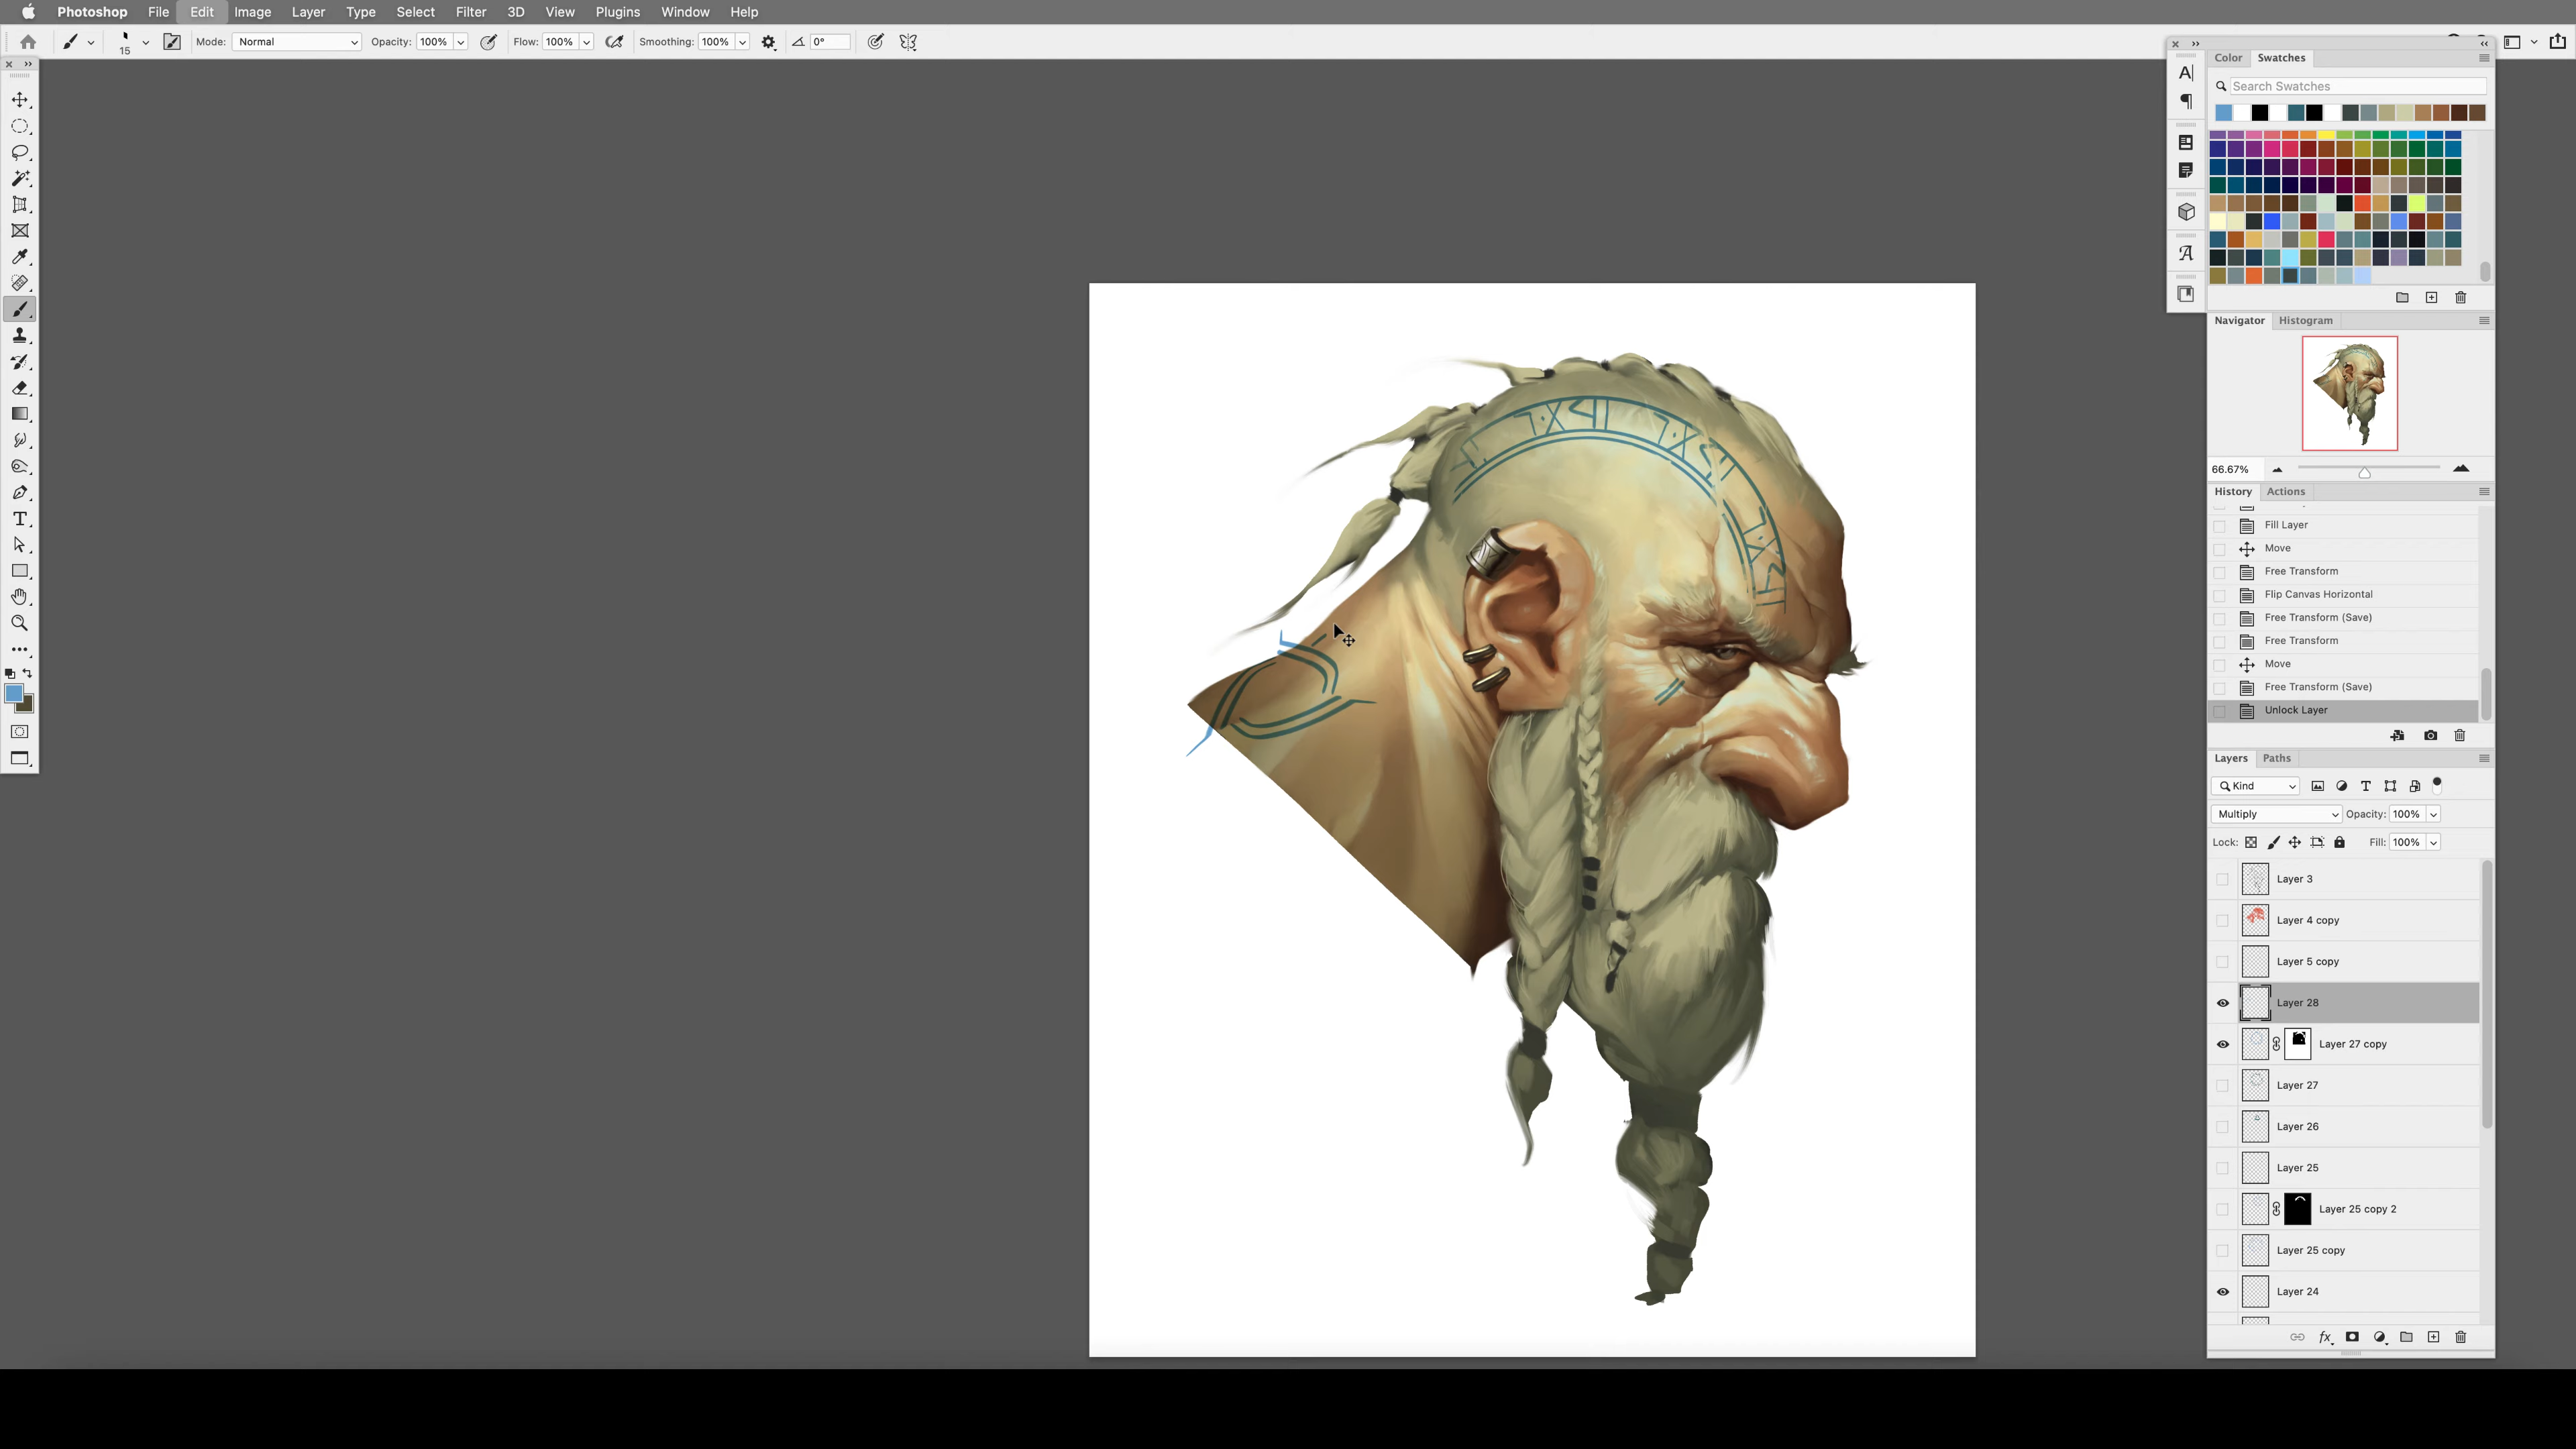 Photoshop File Edit Image Layer Type Select Filter 3D View Plugins Window Help
15 Mode: Normal Opacity: 100% Flow: 100% Smoothing: 100% 0°
Color Swatches
Search Swatches
Navigator Histogram
66.67%
History Actions
Fill Layer
Move
Free Transform
Flip Canvas Horizontal
Free Transform (Save)
Free Transform
Move
Free Transform (Save)
Unlock Layer
Layers Paths
Kind
Multiply Opacity: 100%
Lock: Fill: 100%
Layer 3
Layer 4 copy
Layer 5 copy
Layer 28
Layer 27 copy
Layer 27
Layer 26
Layer 25
Layer 25 copy 2
Layer 25 copy
Layer 24